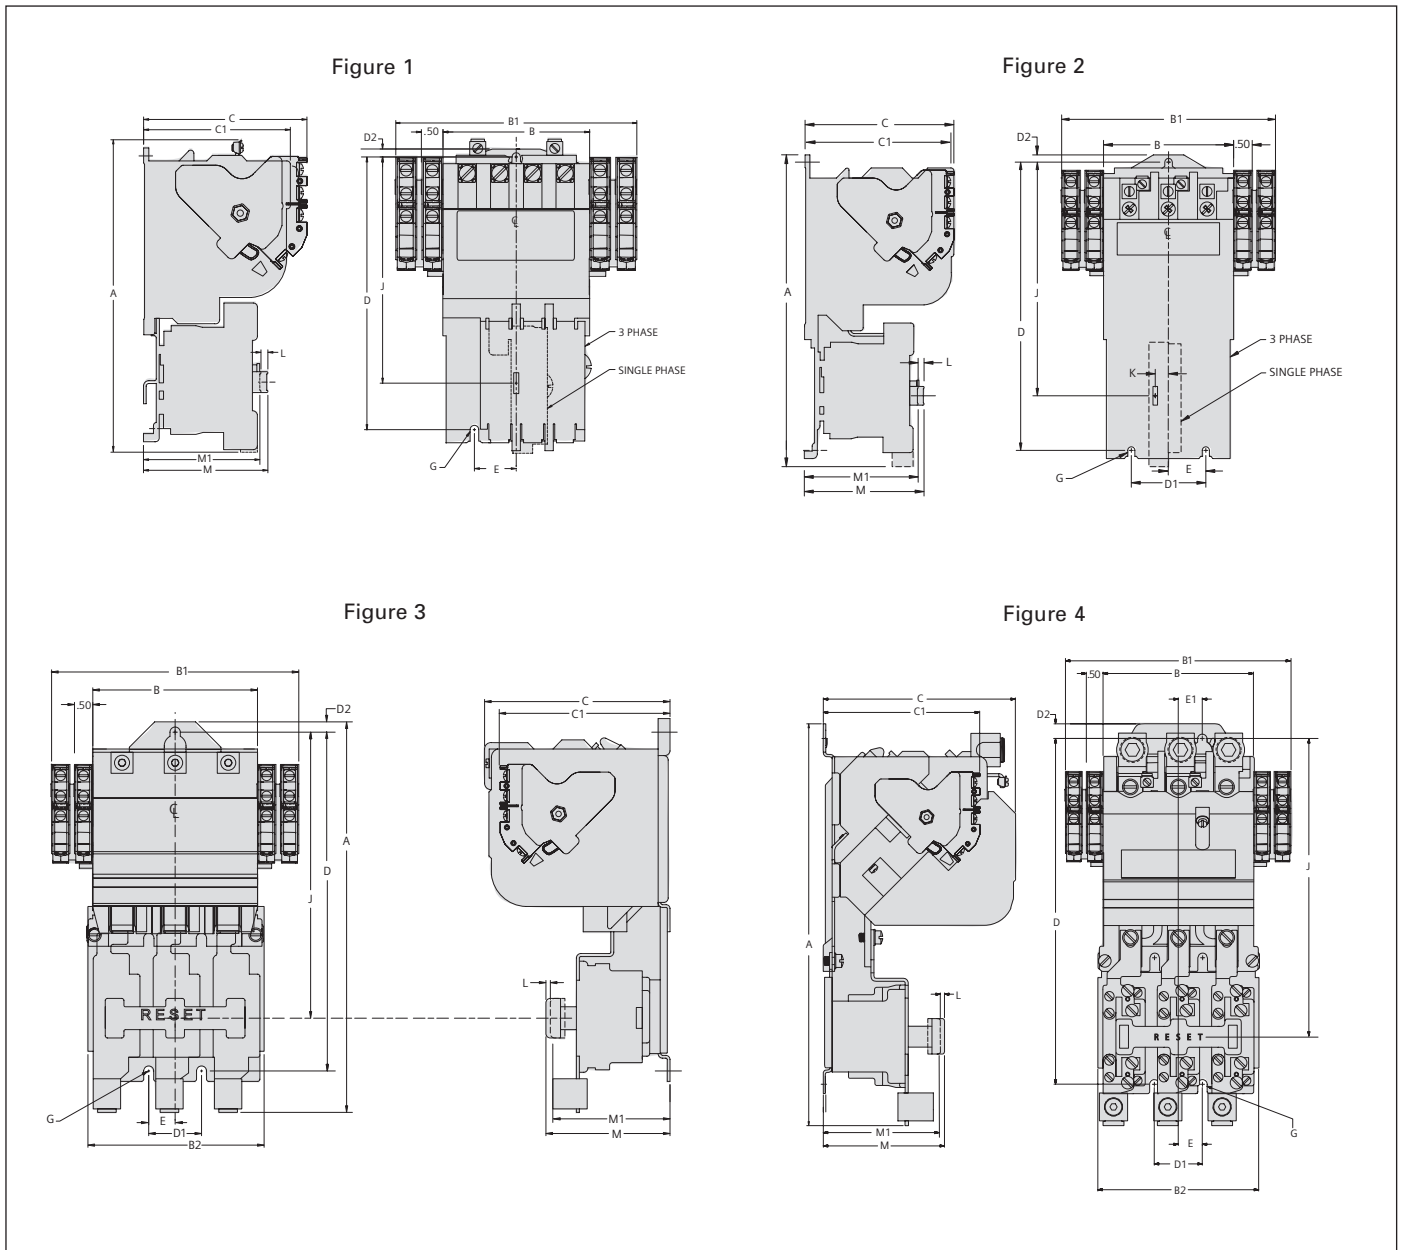 Figure 1
C
C1
A
L
M1
M
B1
D2
.50
B
℄
J
D
3 PHASE
SINGLE PHASE
G
E
Figure 2
C
C1
A
L
M1
M
B1
D2
B
.50
℄
J
D
3 PHASE
K
SINGLE PHASE
G
E
D1
Figure 3
B1
B
.50
D2
℄
A
D
J
RESET
G
E
D1
B2
C
C1
L
M1
M
Figure 4
C
C1
A
L
M1
M
B1
.50
B
E1
D2
J
D
RESET
G
E
D1
B2